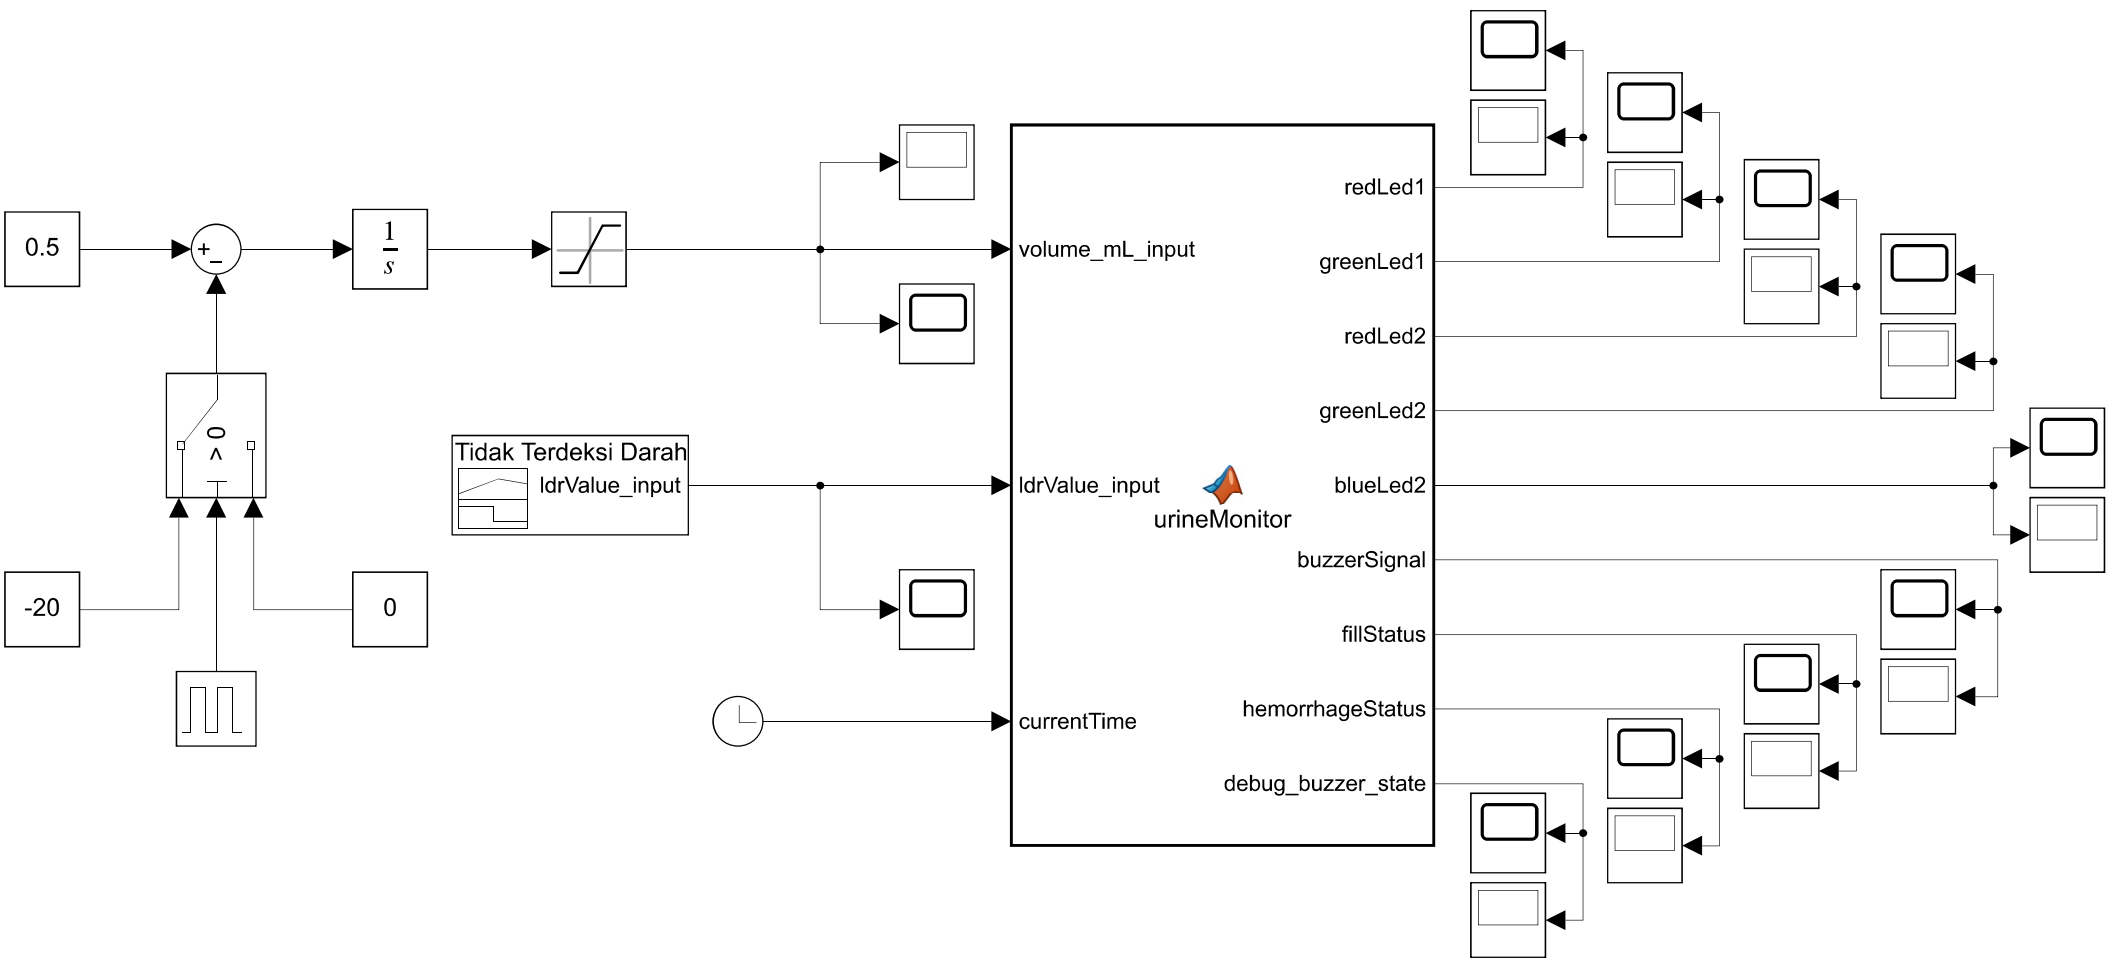 0.5
+
−
1
s
> 0
-20
0
Tidak Terdeksi Darah
ldrValue_input
volume_mL_input
ldrValue_input
currentTime
urineMonitor
redLed1
greenLed1
redLed2
greenLed2
blueLed2
buzzerSignal
fillStatus
hemorrhageStatus
debug_buzzer_state